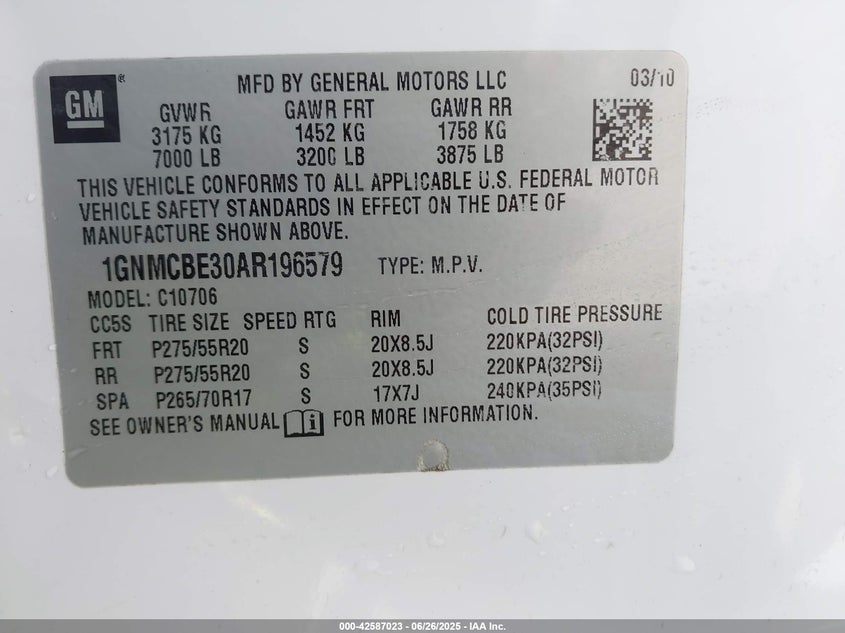 GM
®
MFD BY GENERAL MOTORS LLC 03/10
GVWR GAWR FRT GAWR RR
3175 KG 1452 KG 1758 KG
7000 LB 3200 LB 3875 LB
THIS VEHICLE CONFORMS TO ALL APPLICABLE U.S. FEDERAL MOTOR
VEHICLE SAFETY STANDARDS IN EFFECT ON THE DATE OF
MANUFACTURE SHOWN ABOVE.
1GNMCBE30AR196579 TYPE: M.P.V.
MODEL: C10706
CC5S TIRE SIZE SPEED RTG RIM COLD TIRE PRESSURE
FRT P275/55R20 S 20X8.5J 220KPA(32PSI)
RR P275/55R20 S 20X8.5J 220KPA(32PSI)
SPA P265/70R17 S 17X7J 240KPA(35PSI)
SEE OWNER'S MANUAL i FOR MORE INFORMATION.
000-42587023 - 06/26/2025 - IAA Inc.